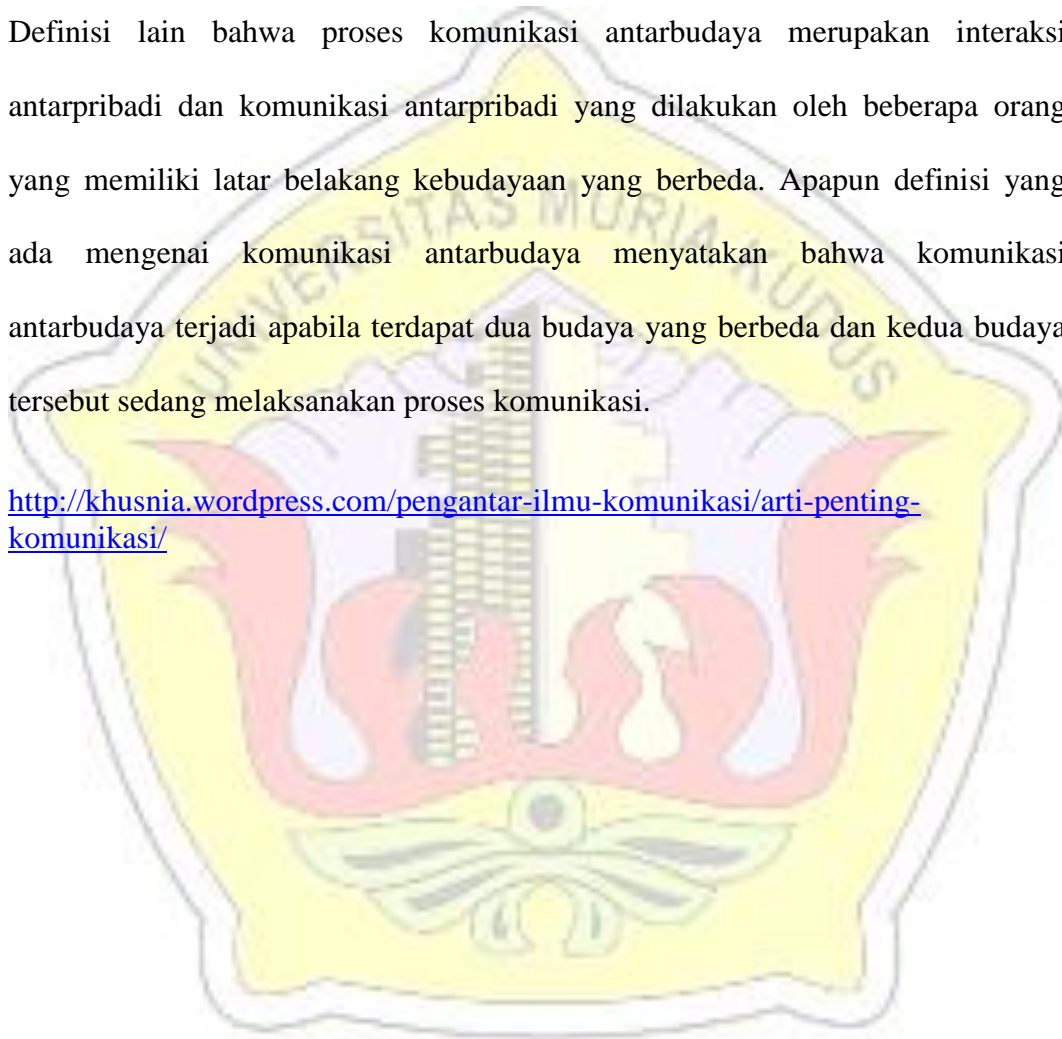 Definisi lain bahwa proses komunikasi antarbudaya merupakan interaksi
antarpribadi dan komunikasi antarpribadi yang dilakukan oleh beberapa orang
yang memiliki latar belakang kebudayaan yang berbeda. Apapun definisi yang
ada mengenai komunikasi antarbudaya menyatakan bahwa komunikasi
antarbudaya terjadi apabila terdapat dua budaya yang berbeda dan kedua budaya
tersebut sedang melaksanakan proses komunikasi.
http://khusnia.wordpress.com/pengantar-ilmu-komunikasi/arti-penting-
komunikasi/
UNIVERSITAS MURIA KUDUS